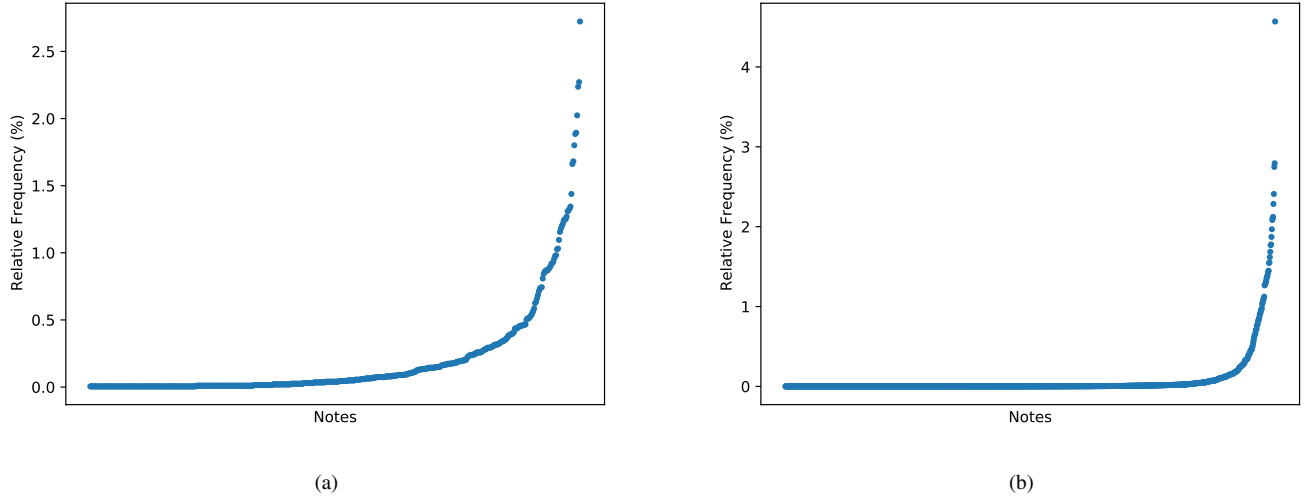 2.5
2.0
1.5
1.0
0.5
0.0
Relative Frequency (%)
Notes
(a)
4
3
2
1
0
Relative Frequency (%)
Notes
(b)